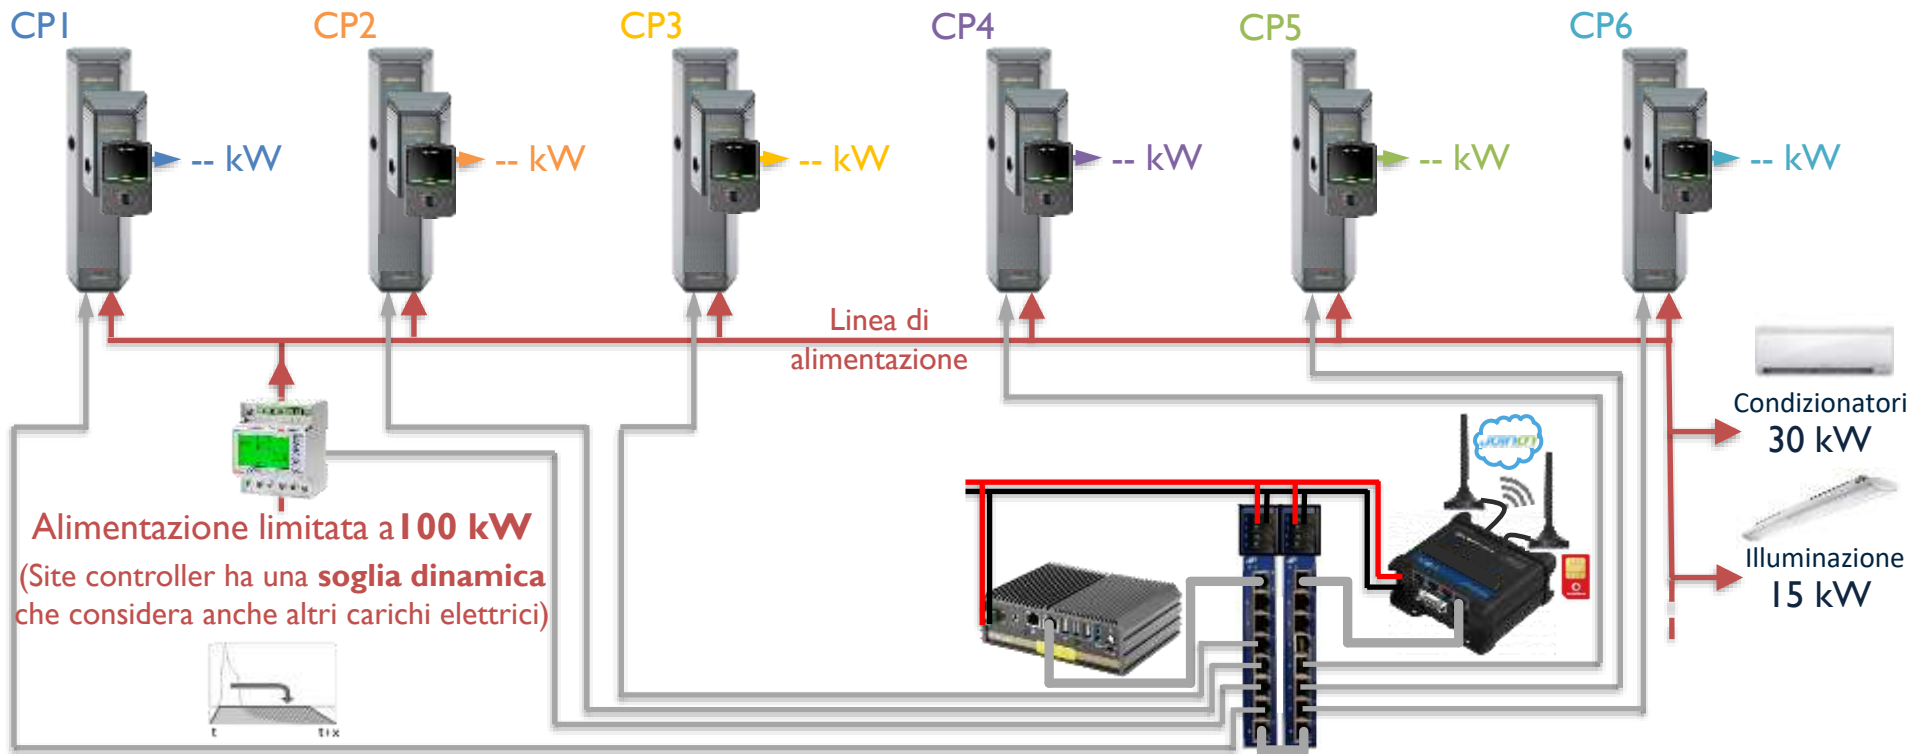 CP1
CP2
CP3
CP4
CP5
CP6
-- kW
-- kW
-- kW
-- kW
-- kW
-- kW
Linea di
alimentazione
Condizionatori
30 kW
JoinOn
Alimentazione limitata a 100 kW
(Site controller ha una soglia dinamica
che considera anche altri carichi elettrici)
Illuminazione
15 kW
t
t+x